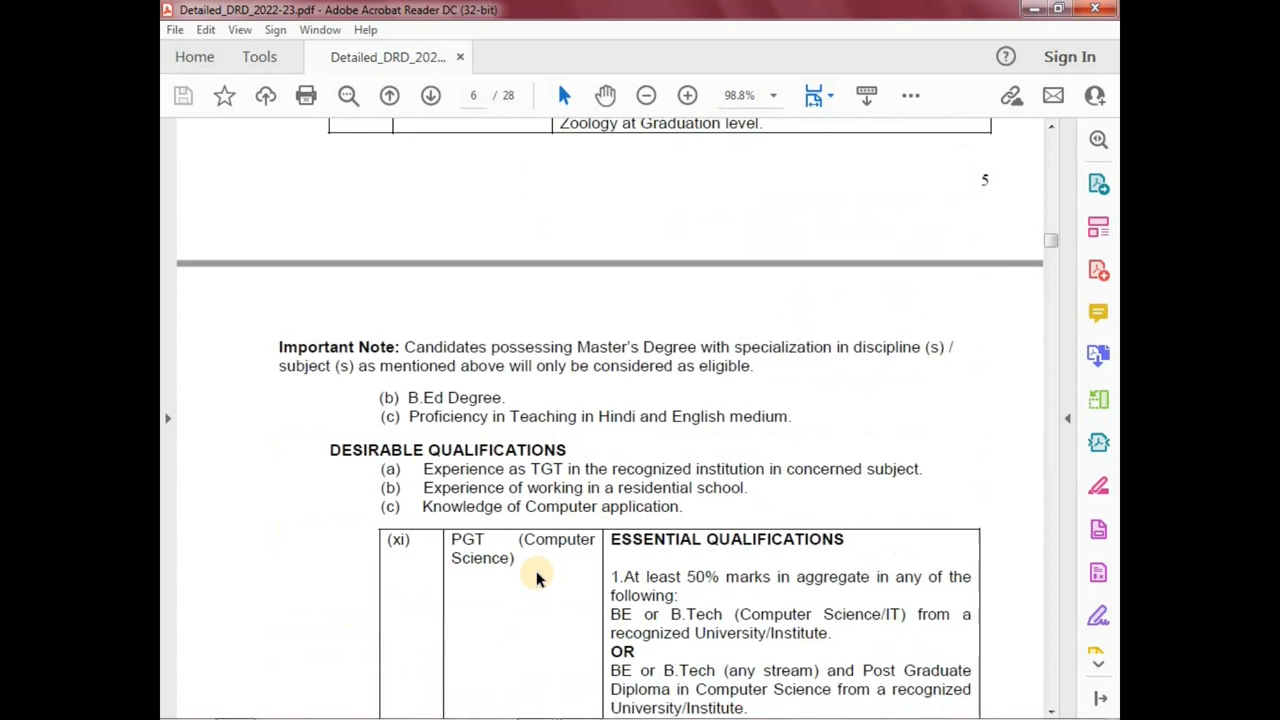 Detailed_DRD_2022-23.pdf - Adobe Acrobat Reader DC (32-bit)
File Edit View Sign Window Help
Home Tools Detailed_DRD_202... × Sign In
6 / 28 98.8%
Zoology at Graduation level.
5
Important Note: Candidates possessing Master's Degree with specialization in discipline (s) /
subject (s) as mentioned above will only be considered as eligible.
(b) B.Ed Degree.
(c) Proficiency in Teaching in Hindi and English medium.
DESIRABLE QUALIFICATIONS
(a) Experience as TGT in the recognized institution in concerned subject.
(b) Experience of working in a residential school.
(c) Knowledge of Computer application.
(xi) PGT (Computer ESSENTIAL QUALIFICATIONS
Science)
1.At least 50% marks in aggregate in any of the
following:
BE or B.Tech (Computer Science/IT) from a
recognized University/Institute.
OR
BE or B.Tech (any stream) and Post Graduate
Diploma in Computer Science from a recognized
University/Institute.